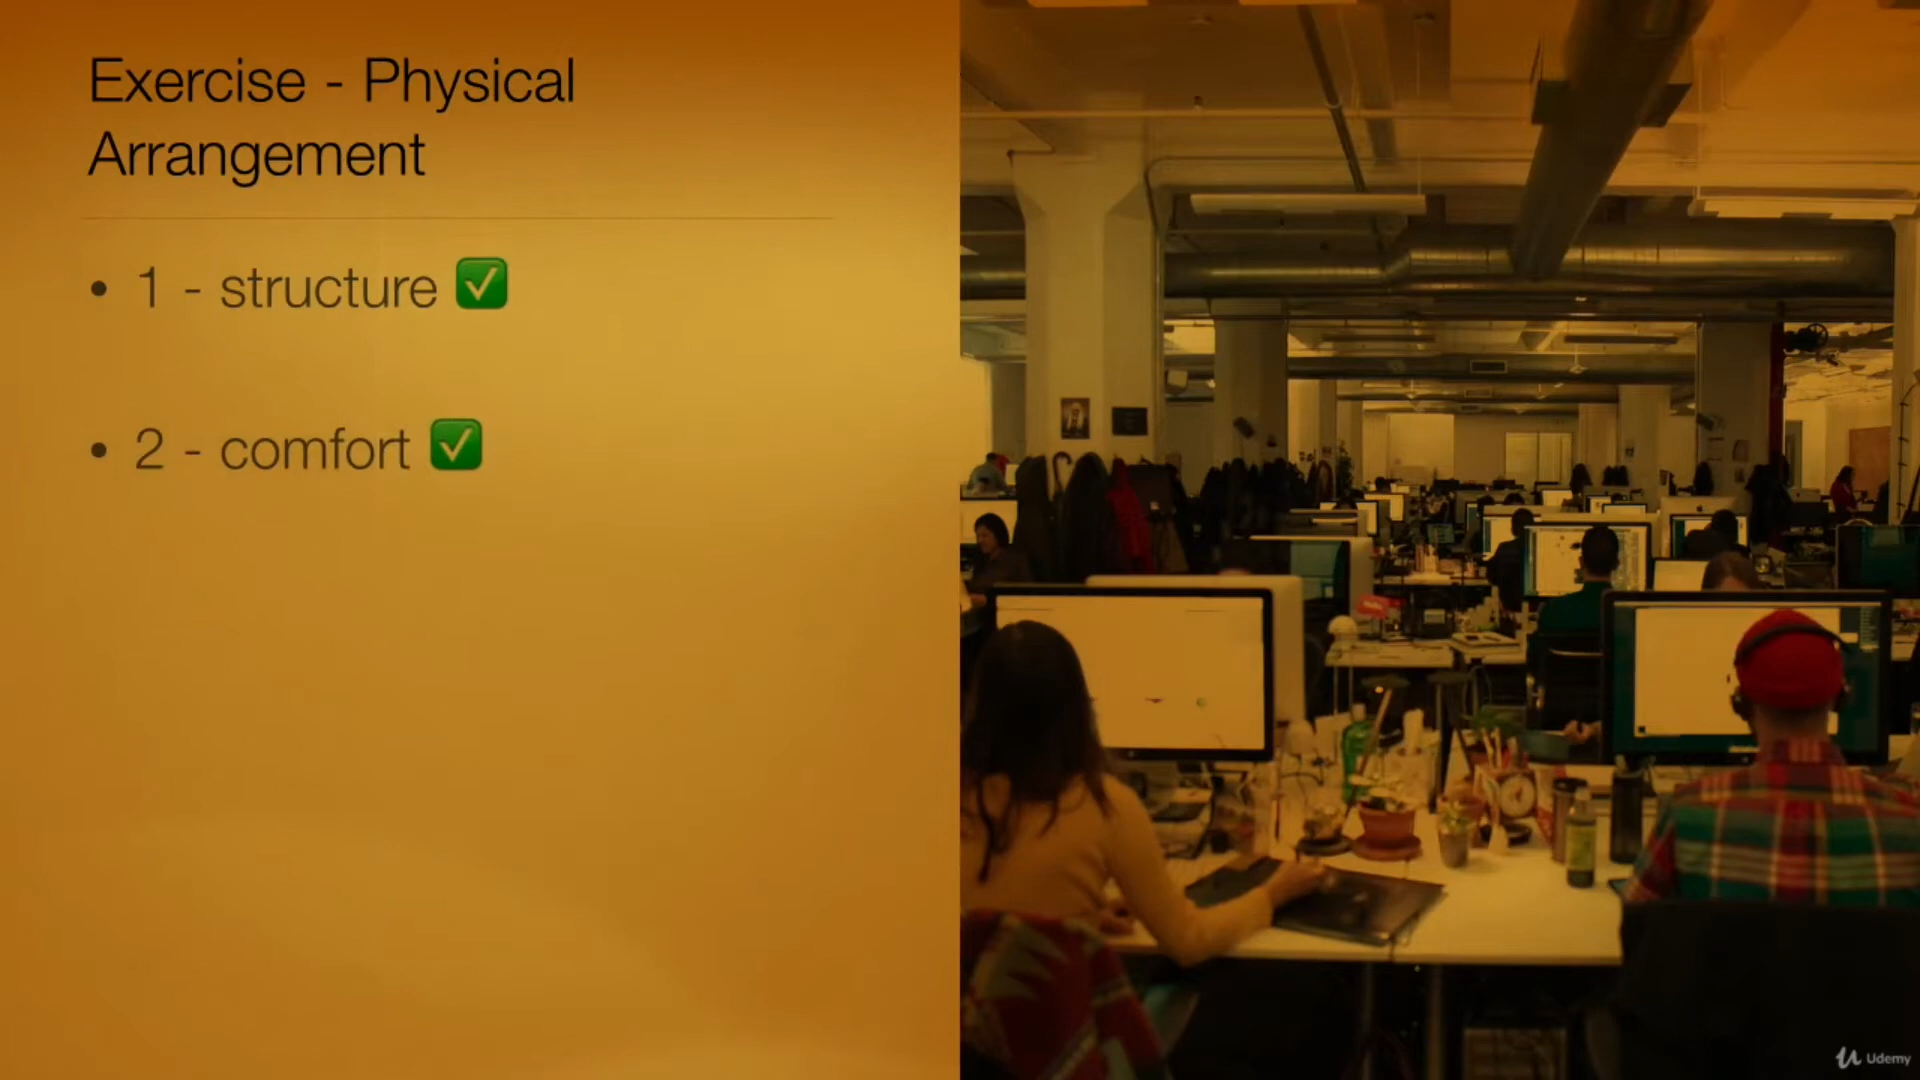 Exercise - Physical
Arrangement
• 1 - structure ✅
• 2 - comfort ✅
Udemy